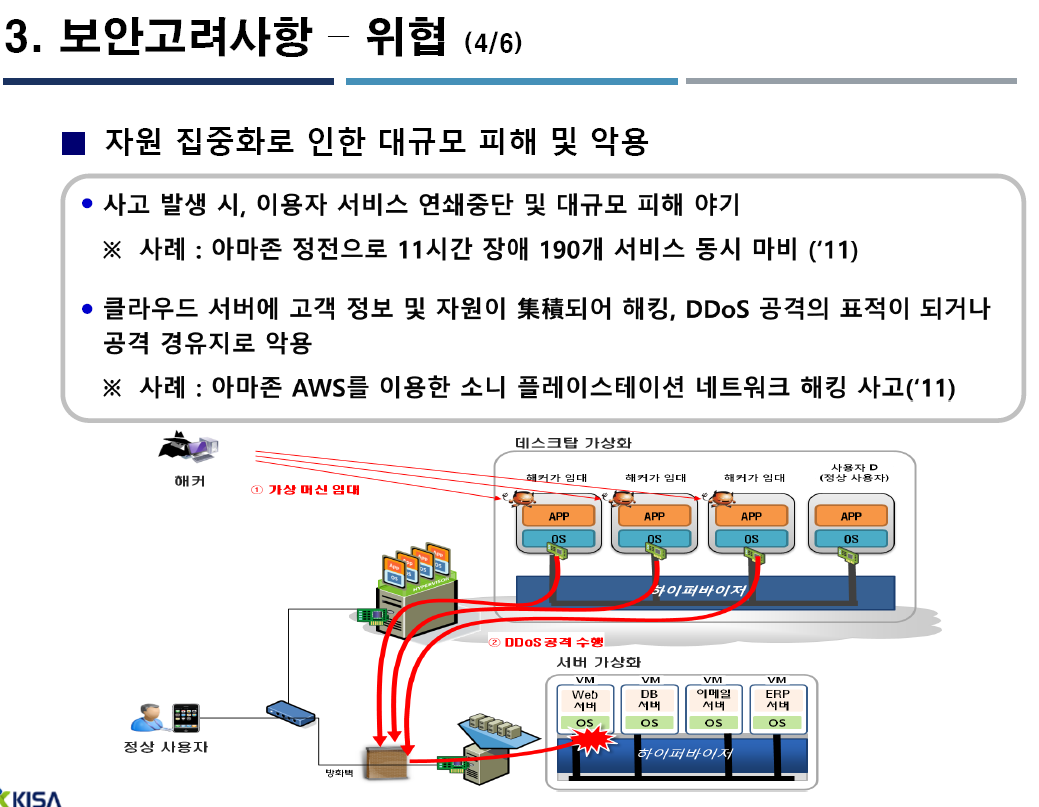 3. 보안고려사항 – 위협 (4/6)
■ 자원 집중화로 인한 대규모 피해 및 악용
• 사고 발생 시, 이용자 서비스 연쇄중단 및 대규모 피해 야기
※ 사례 : 아마존 정전으로 11시간 장애 190개 서비스 동시 마비 (‘11)
• 클라우드 서버에 고객 정보 및 자원이 集積되어 해킹, DDoS 공격의 표적이 되거나
공격 경유지로 악용
※ 사례 : 아마존 AWS를 이용한 소니 플레이스테이션 네트워크 해킹 사고(‘11)
데스크탑 가상화
해커
① 가상 머신 임대
해커가 임대 해커가 임대 해커가 임대 사용자 D
(정상 사용자)
APP APP APP APP
OS OS OS OS
하이퍼바이저
App App App App
OS OS OS OS
HYPERVISOR
② DDoS 공격 수행
서버 가상화
VM VM VM VM
Web DB 이메일 ERP
서버 서버 서버 서버
OS OS OS OS
하이퍼바이저
정상 사용자
방화벽
KISA